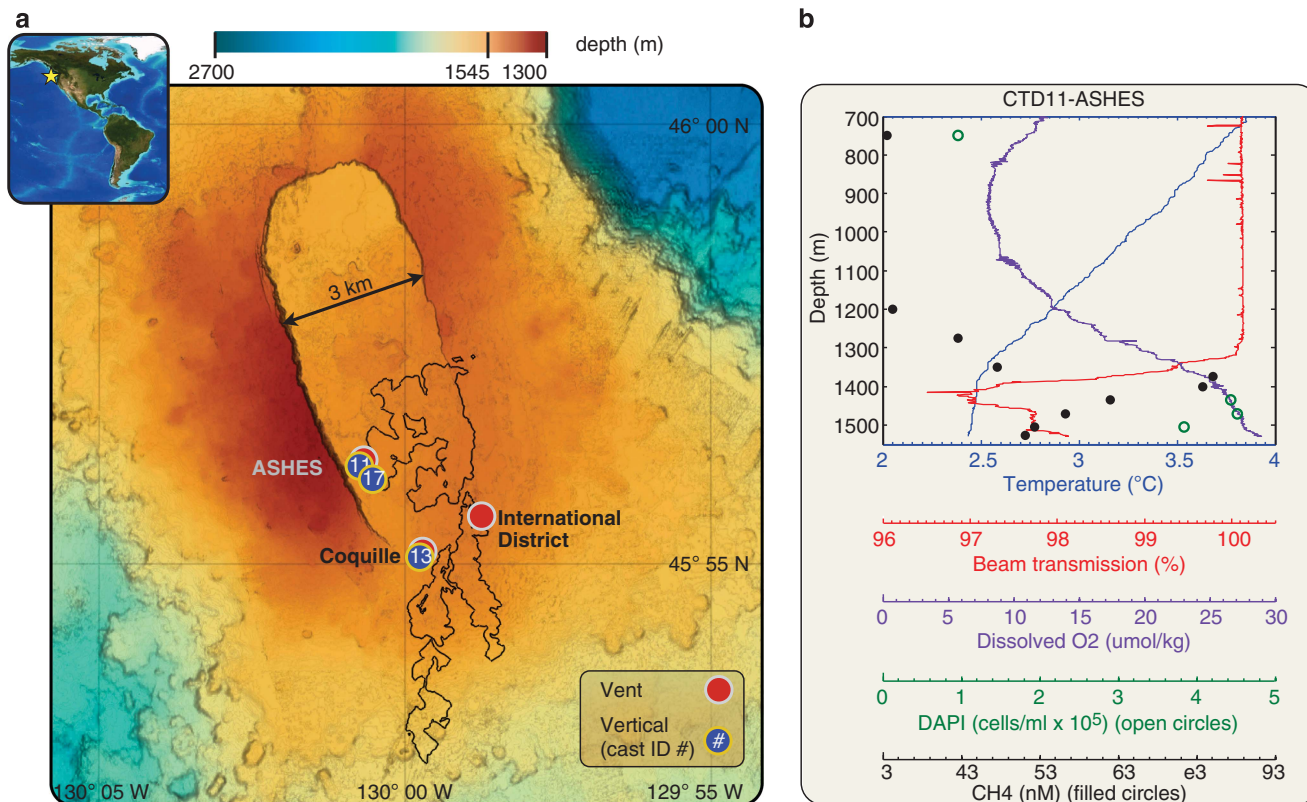 a
depth (m)
2700
1545
1300
46° 00 N
3 km
ASHES
11
17
International
District
Coquille
13
45° 55 N
Vent
Vertical
(cast ID #)
#
130° 05 W
130° 00 W
129° 55 W
b
CTD11-ASHES
Depth (m)
700
800
900
1000
1100
1200
1300
1400
1500
2 2.5 3 3.5 4
Temperature (°C)
96 97 98 99 100
Beam transmission (%)
0 5 10 15 20 25 30
Dissolved O2 (umol/kg)
0 1 2 3 4 5
DAPI (cells/ml x 10⁵) (open circles)
3 43 53 63 83 93
CH4 (nM) (filled circles)